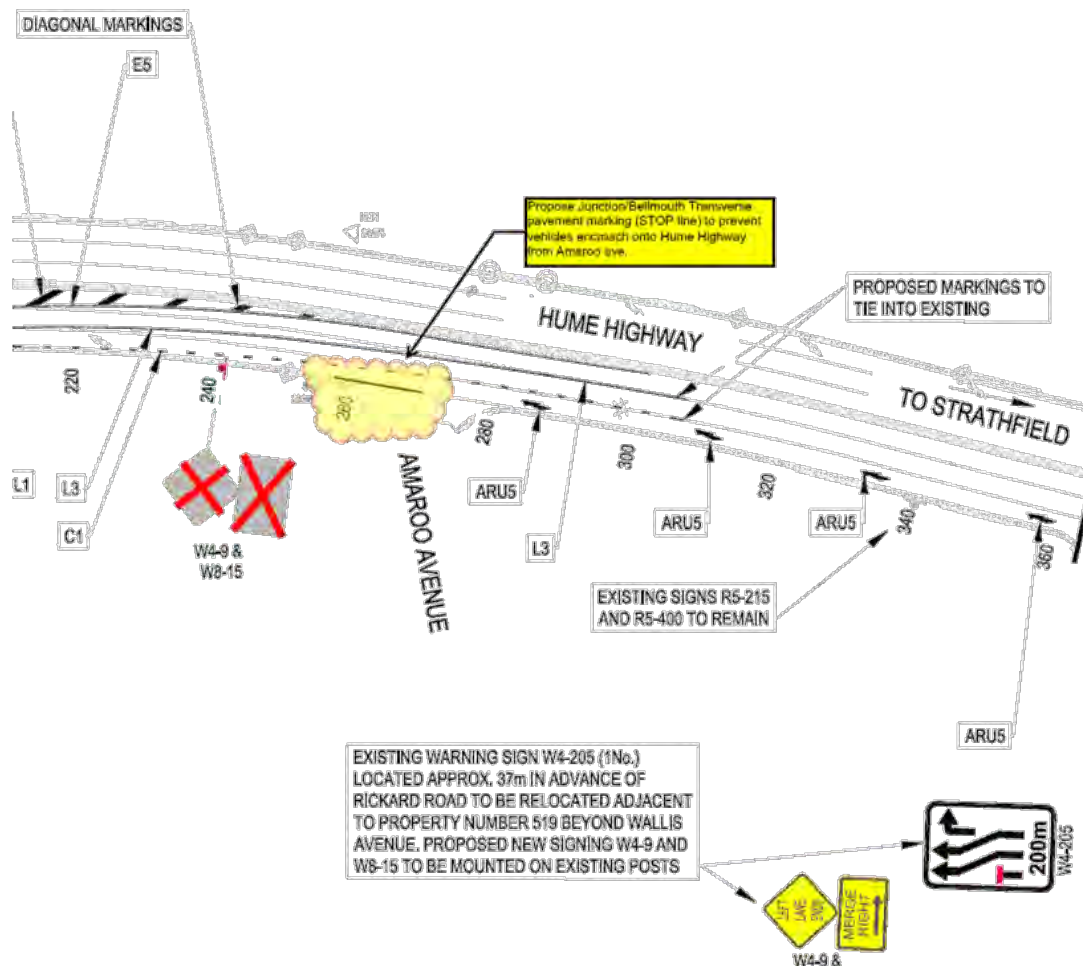 DIAGONAL MARKINGS
E5
Propose Junction/Bellmouth Transverse
pavement marking (STOP line) to prevent
vehicles encroach onto Hume Highway
from Amaroo ave.
PROPOSED MARKINGS TO
TIE INTO EXISTING
HUME HIGHWAY
TO STRATHFIELD
220
240
260
280
300
320
340
360
L1
L3
C1
W4-9 &
W8-15
AMAROO AVENUE
ARU5
L3
ARU5
ARU5
EXISTING SIGNS R5-215
AND R5-400 TO REMAIN
ARU5
EXISTING WARNING SIGN W4-205 (1No.)
LOCATED APPROX. 37m IN ADVANCE OF
RICKARD ROAD TO BE RELOCATED ADJACENT
TO PROPERTY NUMBER 519 BEYOND WALLIS
AVENUE. PROPOSED NEW SIGNING W4-9 AND
W8-15 TO BE MOUNTED ON EXISTING POSTS
200m
W4-205
LEFT
LANE
ENDS
MERGE
RIGHT
W4-9 &